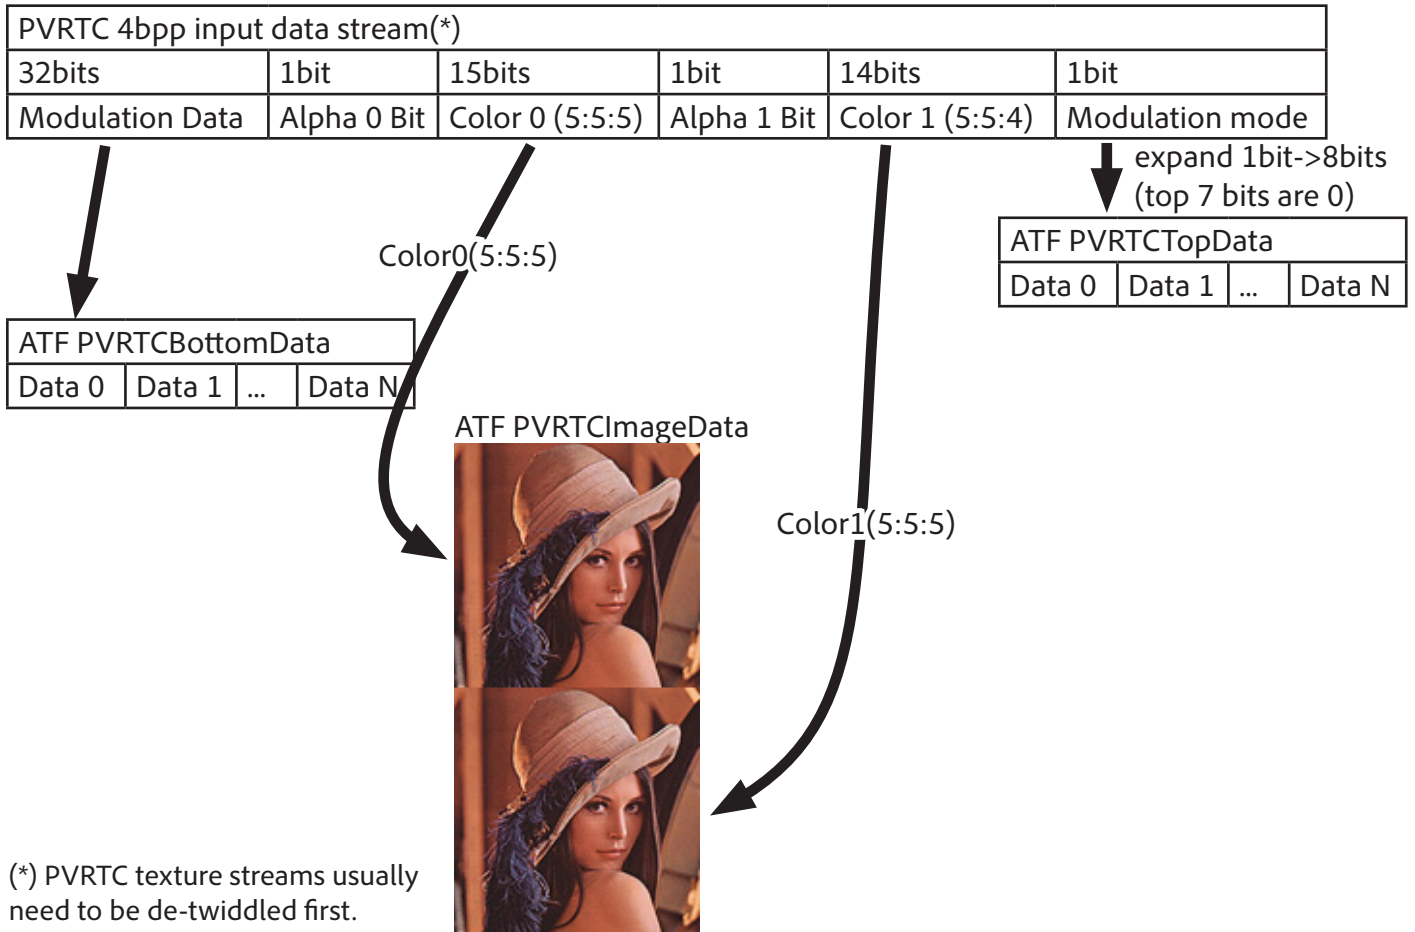 PVRTC 4bpp input data stream(*)
32bits 1bit 15bits 1bit 14bits 1bit
Modulation Data Alpha 0 Bit Color 0 (5:5:5) Alpha 1 Bit Color 1 (5:5:4) Modulation mode
expand 1bit->8bits
(top 7 bits are 0)
ATF PVRTCTopData
Data 0 Data 1 ... Data N
Color0(5:5:5)
ATF PVRTCBottomData
Data 0 Data 1 ... Data N
ATF PVRTCImageData
Color1(5:5:5)
(*) PVRTC texture streams usually
need to be de-twiddled first.